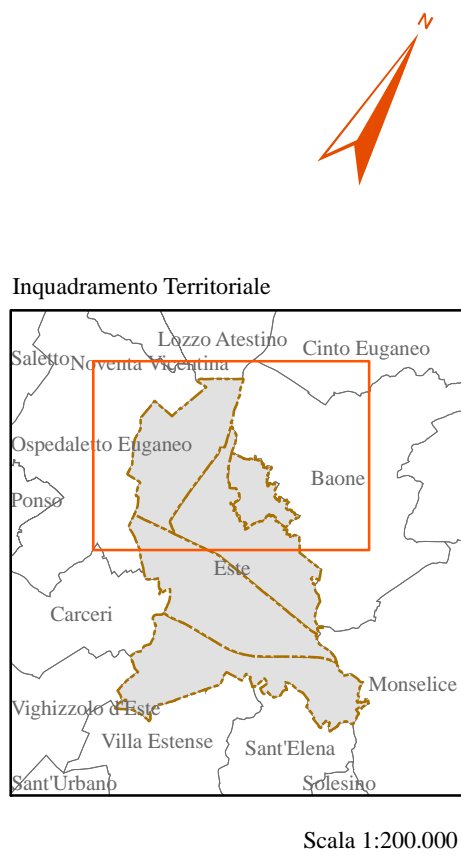 N
Inquadramento Territoriale
Lozzo Atestino
Cinto Euganeo
Saletto
Noventa Vicentina
Ospedaletto Euganeo
Baone
Ponso
Este
Carceri
Monselice
Vighizzolo d'Este
Villa Estense
Sant'Elena
Sant'Urbano
Solesino
Scala 1:200.000